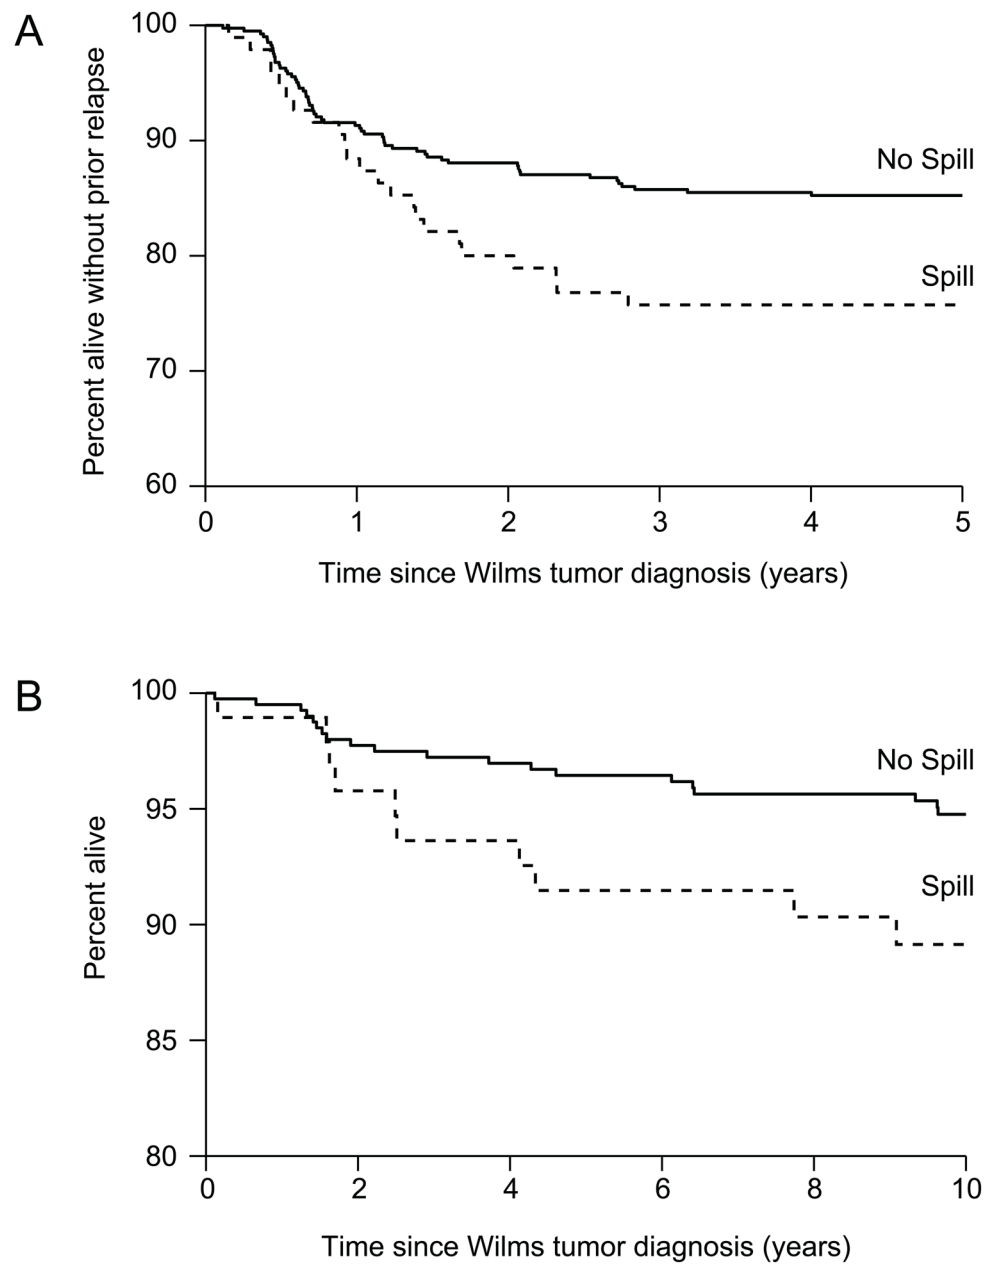 A
Percent alive without prior relapse
100
90
80
70
60
No Spill
Spill
0 1 2 3 4 5
Time since Wilms tumor diagnosis (years)
B
Percent alive
100
95
90
85
80
No Spill
Spill
0 2 4 6 8 10
Time since Wilms tumor diagnosis (years)